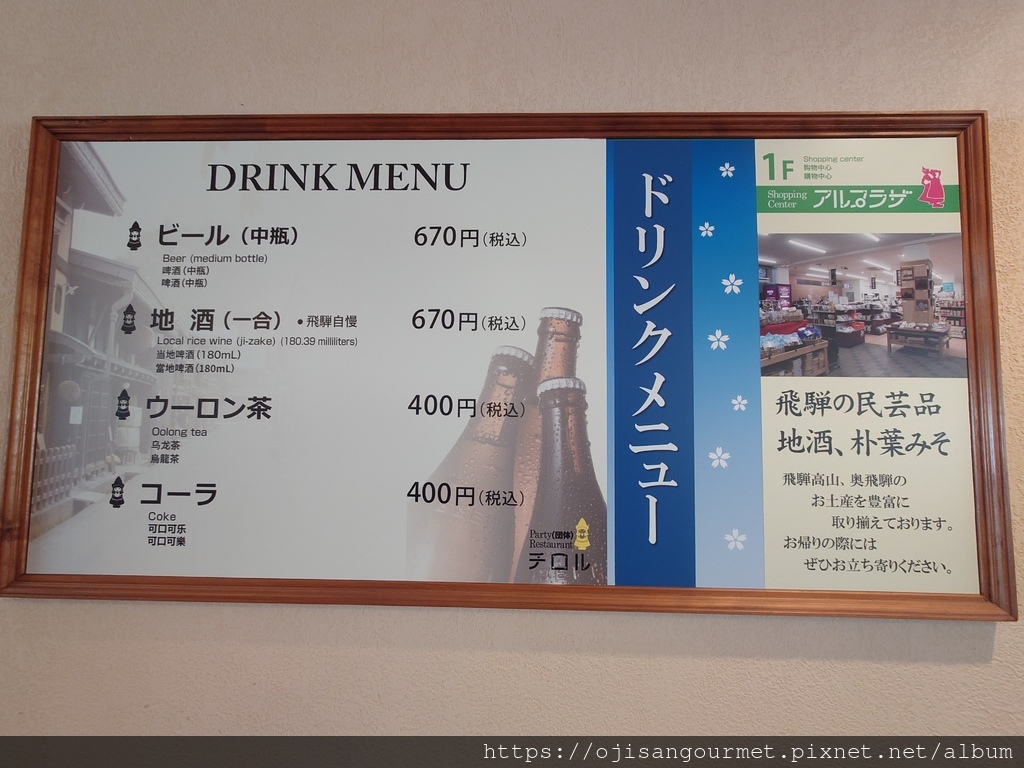 DRINK MENU
ビール（中瓶） 670円（税込）
Beer (medium bottle)
啤酒（中瓶）
啤酒（中瓶）
地 酒（一合） ●飛騨自慢 670円（税込）
Local rice wine (ji-zake) (180.39 milliliters)
当地啤酒（180mL）
當地啤酒（180mL）
ウーロン茶 400円（税込）
Oolong tea
乌龙茶
烏龍茶
コーラ 400円（税込）
Coke
可口可乐
可口可樂
Party（団体）
Restaurant
チロル
ドリンクメニュー
1F Shopping center
购物中心
購物中心
Shopping
Center アルプラザ
飛騨の民芸品
地酒、朴葉みそ
飛騨高山、奥飛騨の
お土産を豊富に
取り揃えております。
お帰りの際には
ぜひお立ち寄りください。
https://ojisangourmet.pixnet.net/album